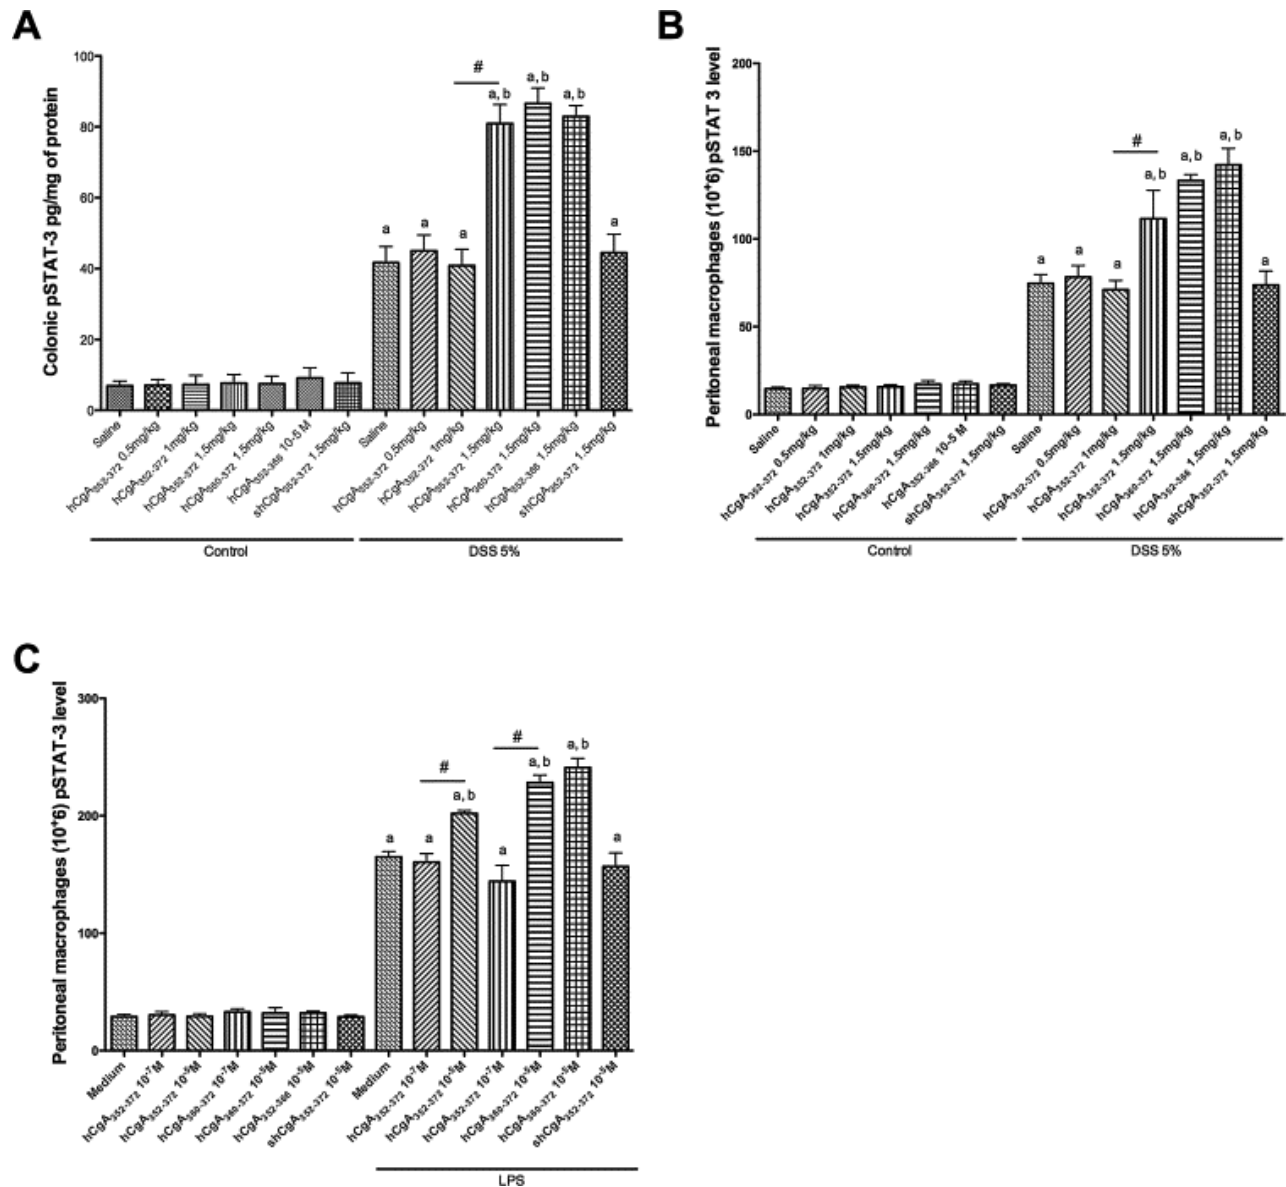 A
Colonic pSTAT-3 pg/mg of protein
100
80
60
40
20
0
#
a
a
a
a, b
a, b
a, b
a
Saline
hCgA352-372 0.5mg/kg
hCgA352-372 1mg/kg
hCgA352-372 1.5mg/kg
hCgA360-372 1.5mg/kg
hCgA352-366 10-5 M
shCgA352-372 1.5mg/kg
Saline
hCgA352-372 0.5mg/kg
hCgA352-372 1mg/kg
hCgA352-372 1.5mg/kg
hCgA360-372 1.5mg/kg
hCgA352-366 1.5mg/kg
shCgA352-372 1.5mg/kg
Control
DSS 5%
B
Peritoneal macrophages (10^6) pSTAT 3 level
200
150
100
50
0
#
a
a
a
a, b
a, b
a, b
a
Saline
hCgA352-372 0.5mg/kg
hCgA352-372 1mg/kg
hCgA352-372 1.5mg/kg
hCgA360-372 1.5mg/kg
hCgA352-366 10-5 M
shCgA352-372 1.5mg/kg
Saline
hCgA352-372 0.5mg/kg
hCgA352-372 1mg/kg
hCgA352-372 1.5mg/kg
hCgA360-372 1.5mg/kg
hCgA352-366 1.5mg/kg
shCgA352-372 1.5mg/kg
Control
DSS 5%
C
Peritoneal macrophages (10^6) pSTAT-3 level
300
200
100
0
#
#
a
a
a, b
a
a, b
a, b
a
Medium
hCgA352-372 10-7M
hCgA352-372 10-5M
hCgA360-372 10-7M
hCgA360-372 10-5M
hCgA352-366 10-5M
shCgA352-372 10-5M
Medium
hCgA352-372 10-7M
hCgA352-372 10-5M
hCgA352-372 10-7M
hCgA360-372 10-5M
hCgA360-372 10-5M
shCgA352-372 10-5M
LPS